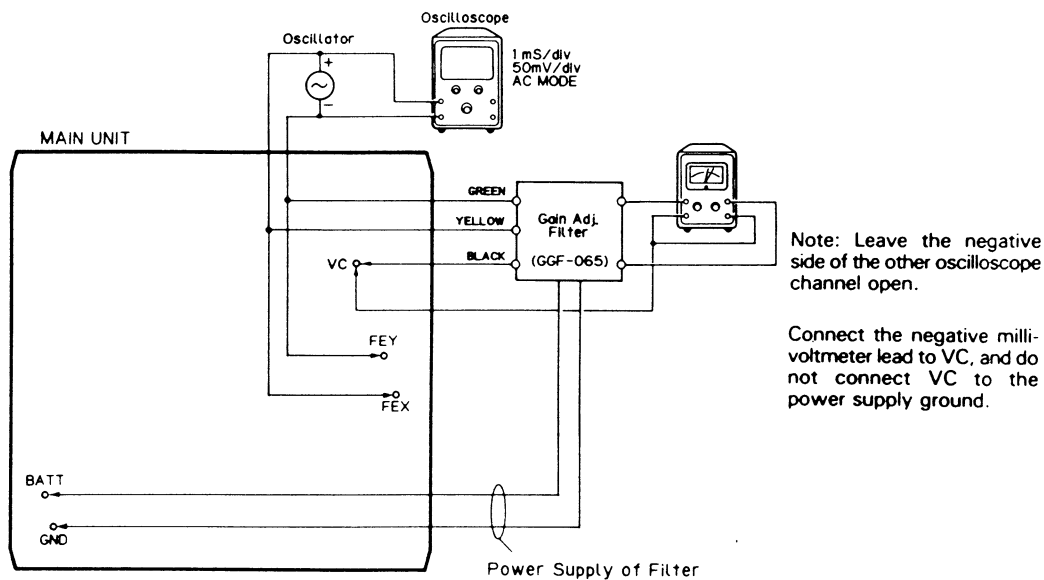 Oscilloscope
Oscillator
+
−
1mS/div
50mV/div
AC MODE
MAIN UNIT
GREEN
YELLOW
BLACK
Gain Adj.
Filter
(GGF-065)
VC
FEY
FEX
BATT
GND
Power Supply of Filter
Note: Leave the negative
side of the other oscilloscope
channel open.
Connect the negative milli-
voltmeter lead to VC, and do
not connect VC to the
power supply ground.